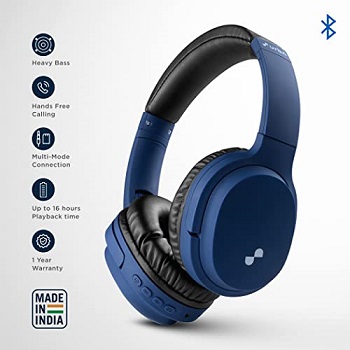 Heavy Bass
Hands Free
Calling
Multi-Mode
Connection
Up to 16 hours
Playback time
1 Year
Warranty
MADE
IN
INDIA